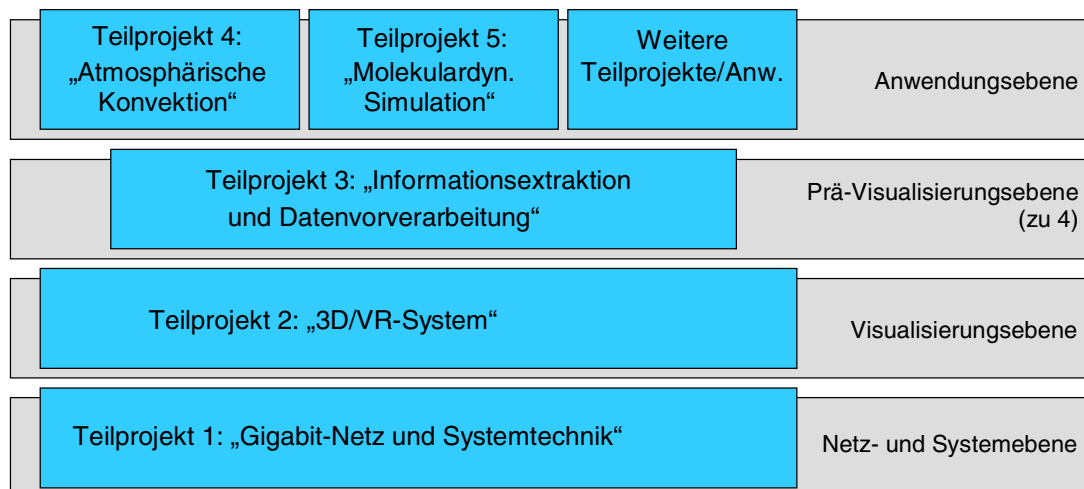 Teilprojekt 4:
„Atmosphärische
Konvektion“
Teilprojekt 5:
„Molekulardyn.
Simulation“
Weitere
Teilprojekte/Anw.
Anwendungsebene
Teilprojekt 3: „Informationsextraktion
und Datenvorverarbeitung“
Prä-Visualisierungsebene
(zu 4)
Teilprojekt 2: „3D/VR-System“
Visualisierungsebene
Teilprojekt 1: „Gigabit-Netz und Systemtechnik“
Netz- und Systemebene